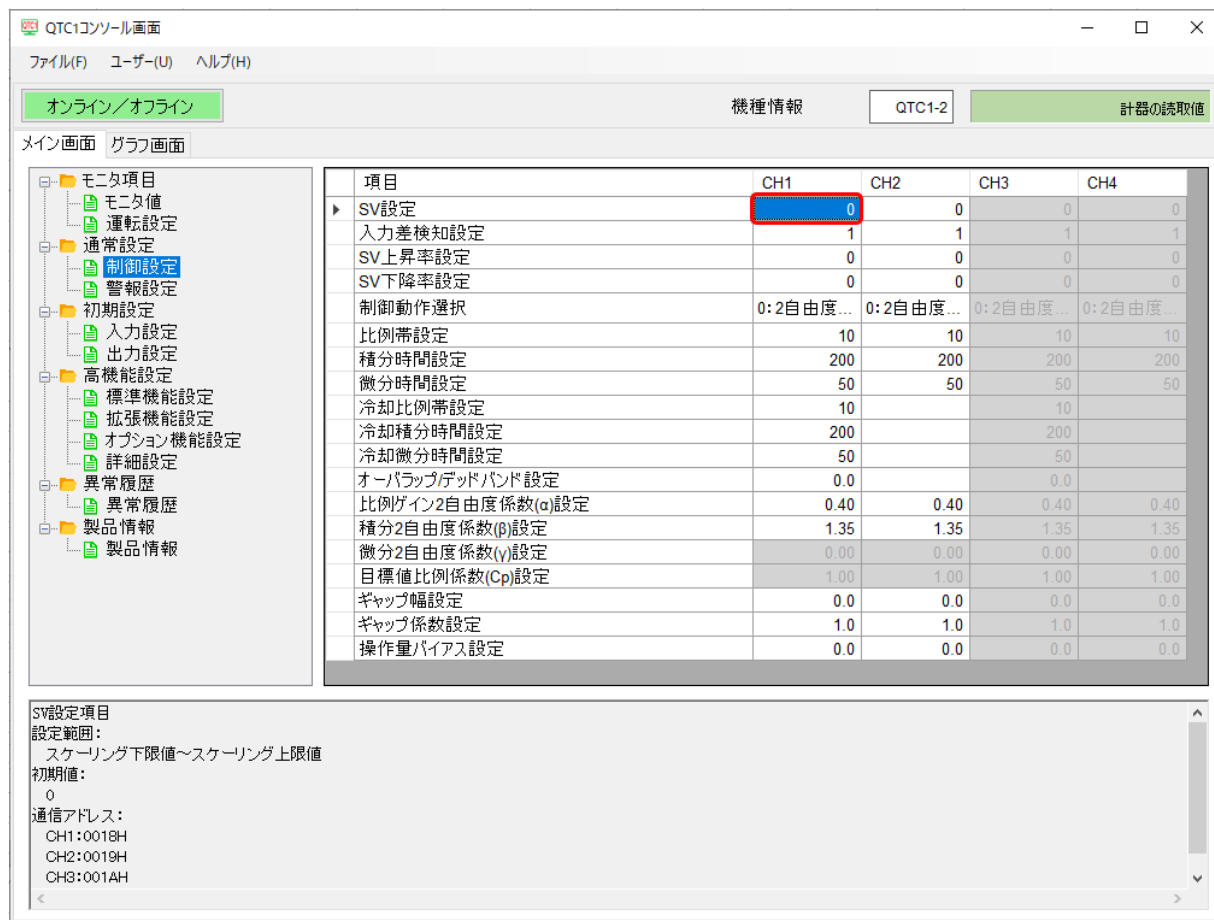 QTC1コンソール画面
ファイル(F) ユーザー(U) ヘルプ(H)
オンライン／オフライン 機種情報 QTC1-2 計器の読取値
メイン画面 グラフ画面
モニタ項目
モニタ値
運転設定
通常設定
制御設定
警報設定
初期設定
入力設定
出力設定
高機能設定
標準機能設定
拡張機能設定
オプション機能設定
詳細設定
異常履歴
異常履歴
製品情報
製品情報
項目 CH1 CH2 CH3 CH4
SV設定 0 0 0 0
入力差検知設定 1 1 1 1
SV上昇率設定 0 0 0 0
SV下降率設定 0 0 0 0
制御動作選択 0:2自由度... 0:2自由度... 0:2自由度... 0:2自由度...
比例帯設定 10 10 10 10
積分時間設定 200 200 200 200
微分時間設定 50 50 50 50
冷却比例帯設定 10 10
冷却積分時間設定 200 200
冷却微分時間設定 50 50
オーバラップ/デッドバンド設定 0.0 0.0
比例ゲイン2自由度係数(α)設定 0.40 0.40 0.40 0.40
積分2自由度係数(β)設定 1.35 1.35 1.35 1.35
微分2自由度係数(γ)設定 0.00 0.00 0.00 0.00
目標値比例係数(Cp)設定 1.00 1.00 1.00 1.00
ギャップ幅設定 0.0 0.0 0.0 0.0
ギャップ係数設定 1.0 1.0 1.0 1.0
操作量バイアス設定 0.0 0.0 0.0 0.0
SV設定項目
設定範囲:
スケーリング下限値～スケーリング上限値
初期値:
0
通信アドレス:
CH1:0018H
CH2:0019H
CH3:001AH